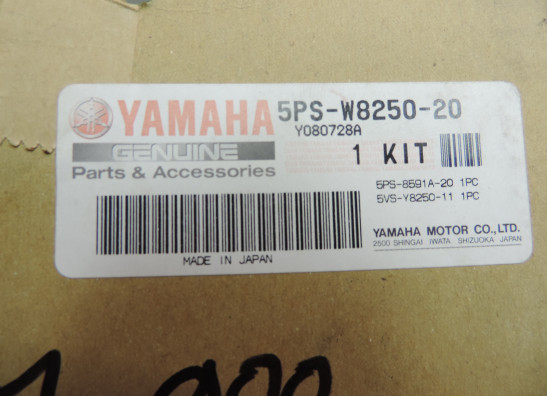 YAMAHA 5PS-W8250-20
Y080728A
GENUINE
1 KIT
Parts & Accessories
5PS-8591A-20 1PC
5VS-Y8250-11 1PC
YAMAHA MOTOR CO., LTD.
2500 SHINGAI IWATA SHIZUOKA JAPAN
MADE IN JAPAN